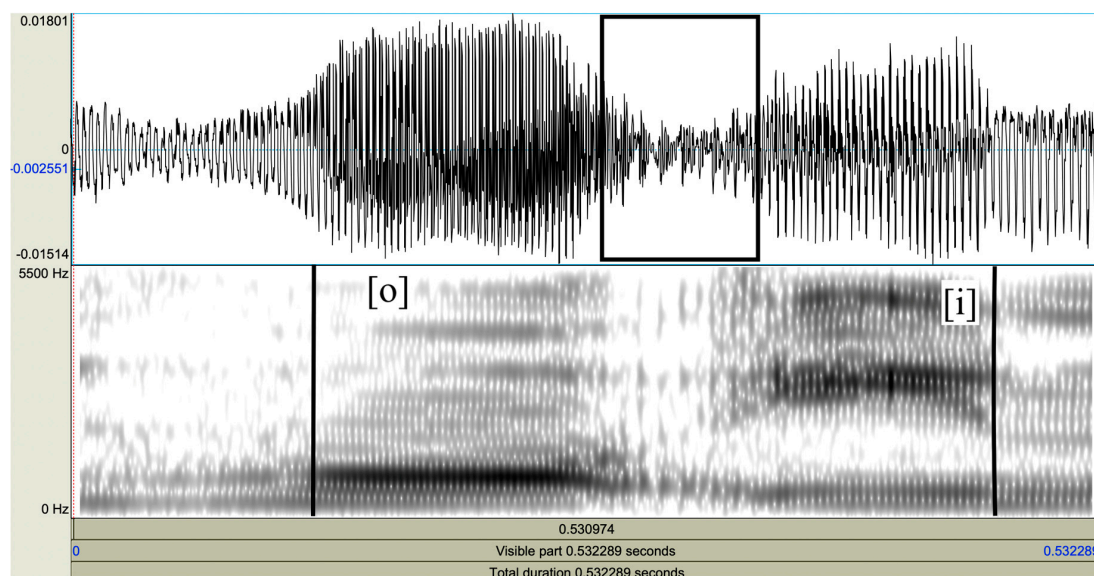 0.01801
0
-0.002551
-0.01514
5500 Hz
[o]
[i]
0 Hz
0.530974
0
Visible part 0.532289 seconds
0.532289
Total duration 0.532289 seconds